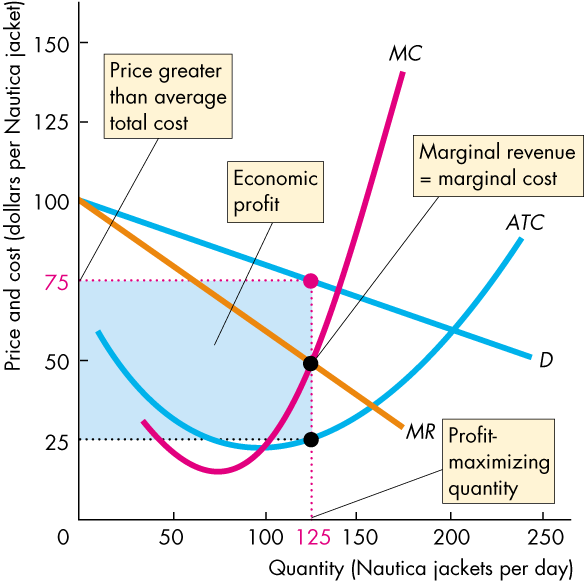 Price and cost (dollars per Nautica jacket)
150
125
100
75
50
25
0
Price greater
than average
total cost
Economic
profit
MC
Marginal revenue
= marginal cost
ATC
D
MR
Profit-
maximizing
quantity
50
100
125
150
200
250
Quantity (Nautica jackets per day)